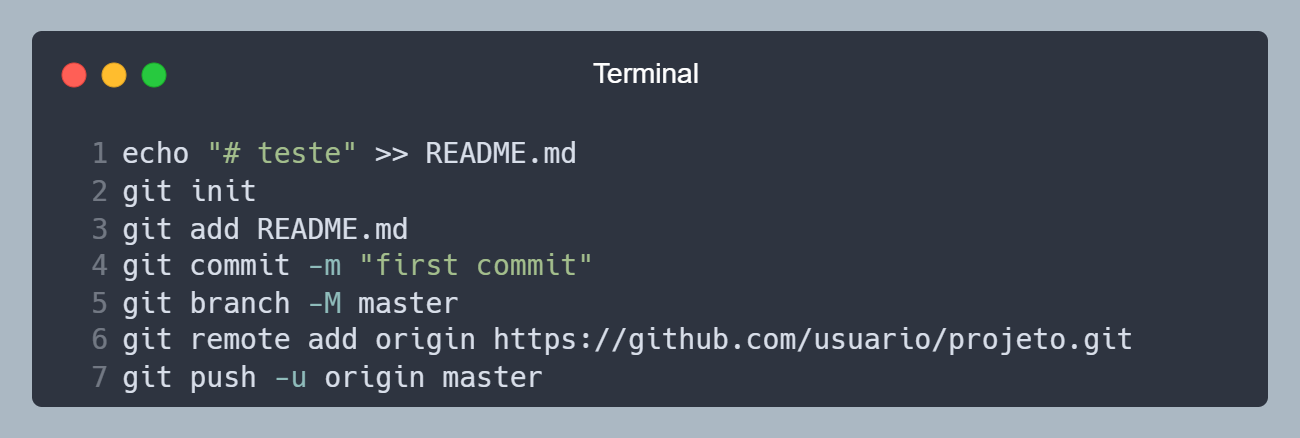 Terminal
1 echo "# teste" >> README.md
2 git init
3 git add README.md
4 git commit -m "first commit"
5 git branch -M master
6 git remote add origin https://github.com/usuario/projeto.git
7 git push -u origin master